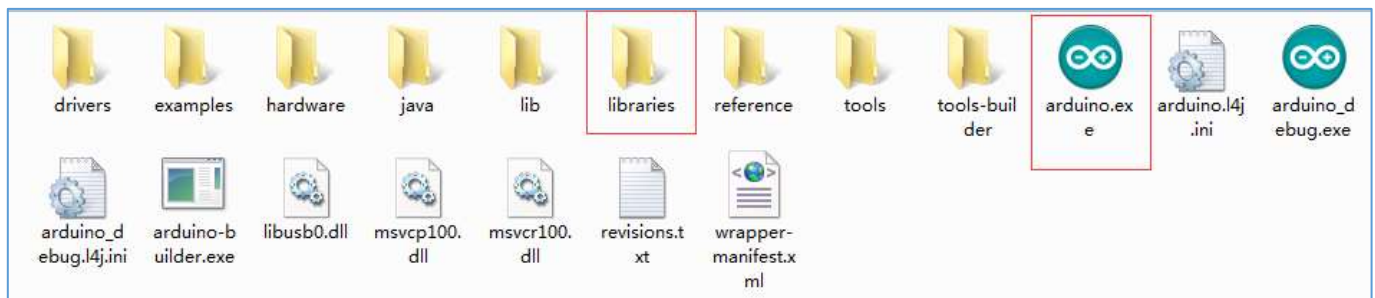 drivers examples hardware java lib libraries reference tools tools-buil arduino.ex arduino.l4j arduino_d
der e .ini ebug.exe
arduino_d arduino-b libusb0.dll msvcp100. msvcr100. revisions.t wrapper-
ebug.l4j.ini uilder.exe dll dll xt manifest.x
ml